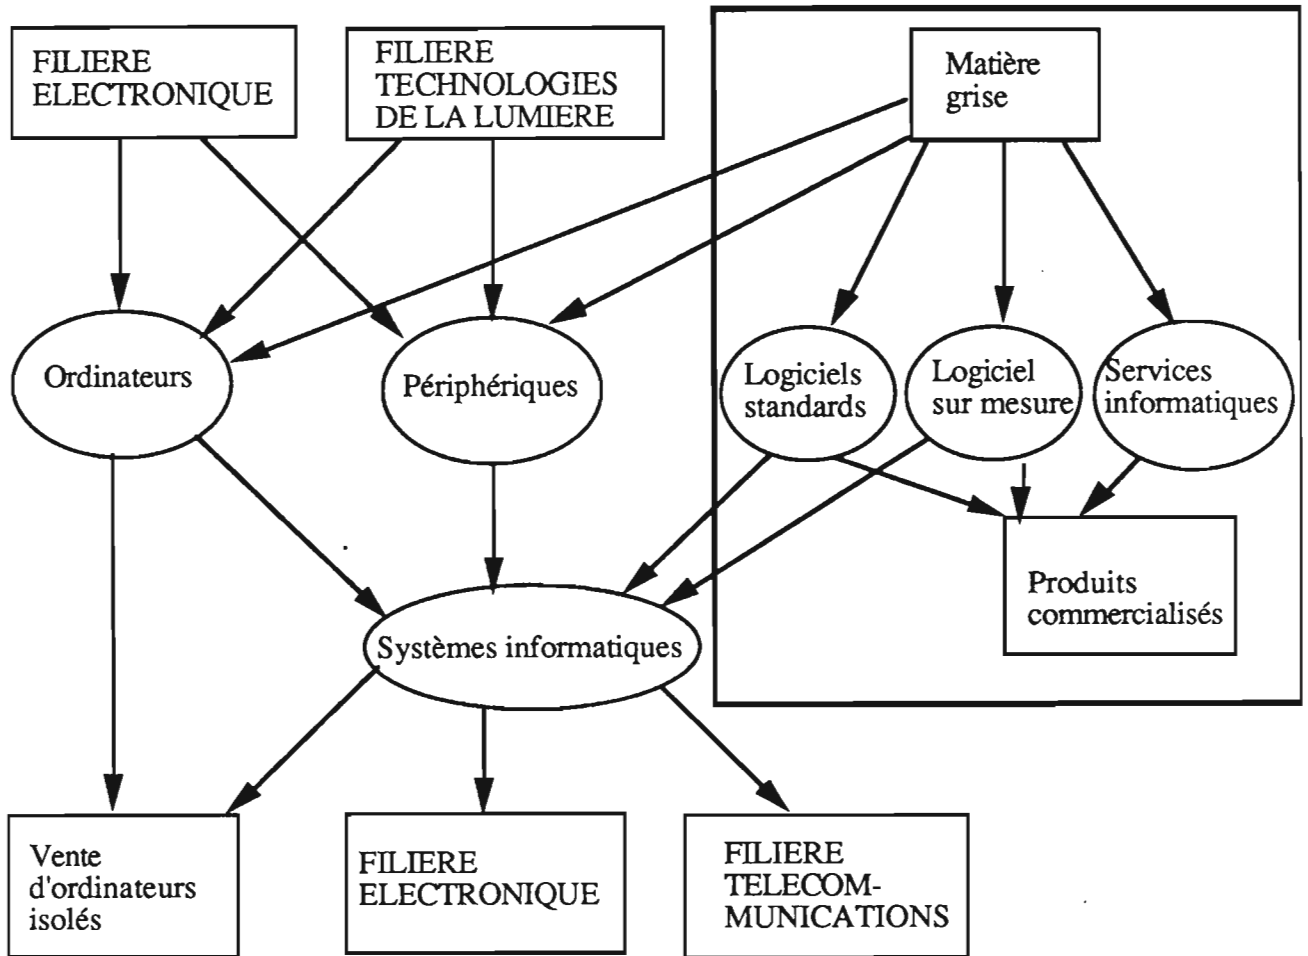 FILIERE
ELECTRONIQUE
FILIERE
TECHNOLOGIES
DE LA LUMIERE
Matière
grise
Ordinateurs
Périphériques
Logiciels
standards
Logiciel
sur mesure
Services
informatiques
Produits
commercialisés
Systèmes informatiques
Vente
d'ordinateurs
isolés
FILIERE
ELECTRONIQUE
FILIERE
TELECOM-
MUNICATIONS